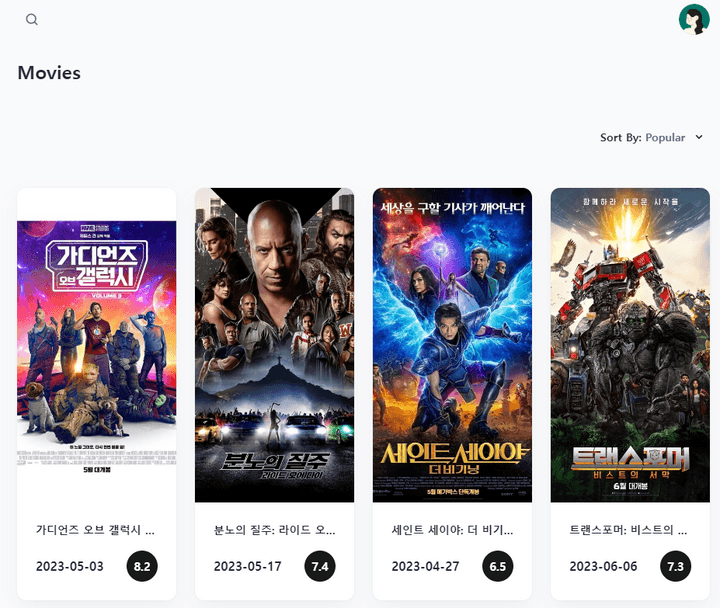 Movies
Sort By: Popular
MARVEL STUDIOS
가디언즈
오브 갤럭시
VOLUME 3
5월 대개봉
가디언즈 오브 갤럭시 ...
2023-05-03 8.2
분노의 질주
라이드 오어 다이
분노의 질주: 라이드 오...
2023-05-17 7.4
세상을 구할 기사가 깨어난다
세인트 세이야
더 비기닝
5월 메가박스 단독개봉
세인트 세이야: 더 비기...
2023-04-27 6.5
함께하라 새로운 시작을
트랜스포머
비스트의 서막
6월 대개봉
트랜스포머: 비스트의 ...
2023-06-06 7.3